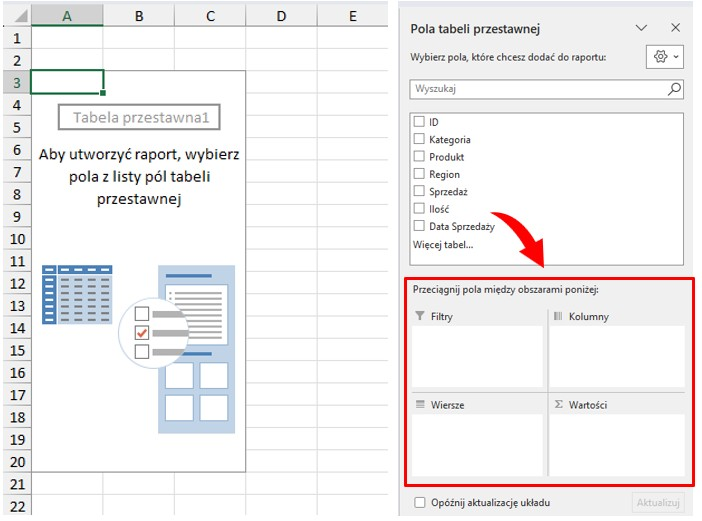 A B C D E
1
2
3
4
5
6
7
8
9
10
11
12
13
14
15
16
17
18
19
20
21
22
Tabela przestawna1
Aby utworzyć raport, wybierz
pola z listy pól tabeli
przestawnej
Pola tabeli przestawnej
Wybierz pola, które chcesz dodać do raportu:
Wyszukaj
ID
Kategoria
Produkt
Region
Sprzedaż
Ilość
Data Sprzedaży
Więcej tabel...
Przeciągnij pola między obszarami poniżej:
Filtry
Kolumny
Wiersze
Σ Wartości
Opóźnij aktualizację układu
Aktualizuj